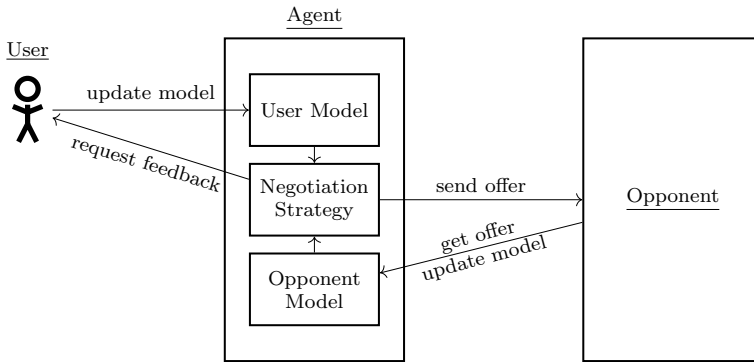 Agent
User
update model
User Model
request feedback
Negotiation
Strategy
send offer
Opponent
get offer
update model
Opponent
Model